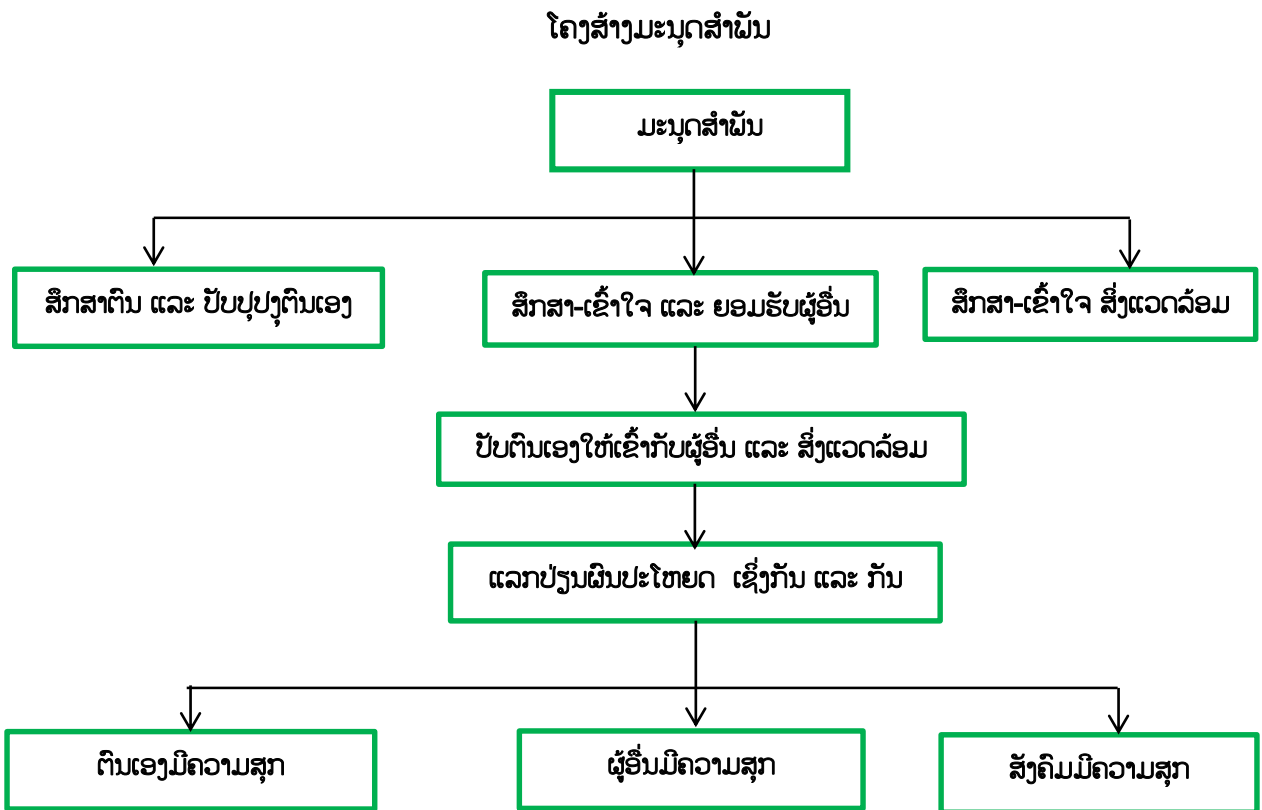 ໂຄງສ້າງມະນຸດສຳພັນ
ມະນຸດສຳພັນ
ສຶກສາຕົນ ແລະ ປັບປຸປງຸຕົນເອງ
ສຶກສາ-ເຂົ້າໃຈ ແລະ ຍອມຮັບຜູ້ອື່ນ
ສຶກສາ-ເຂົ້າໃຈ ສິ່ງແວດລ້ອມ
ປັບຕົນເອງໃຫ້ເຂົ້າກັບຜູ້ອື່ນ ແລະ ສິ່ງແວດລ້ອມ
ແລກປ່ຽນຜົນປະໂຫຍດ ເຊິ່ງກັນ ແລະ ກັນ
ຕົນເອງມີຄວາມສຸກ
ຜູ້ອື່ນມີຄວາມສຸກ
ສັງຄົມມີຄວາມສຸກ